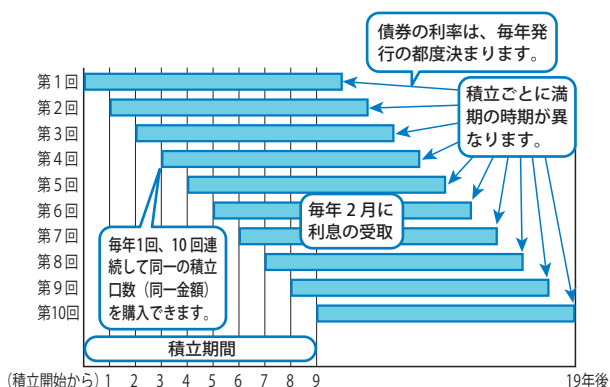 債券の利率は、毎年発
行の都度決まります。
積立ごとに満
期の時期が異
なります。
第1回
第2回
第3回
第4回
第5回
第6回
第7回
第8回
第9回
第10回
毎年2月に
利息の受取
毎年1回、10回連
続して同一の積立
口数（同一金額）
を購入できます。
積立期間
（積立開始から） 1 2 3 4 5 6 7 8 9 19年後